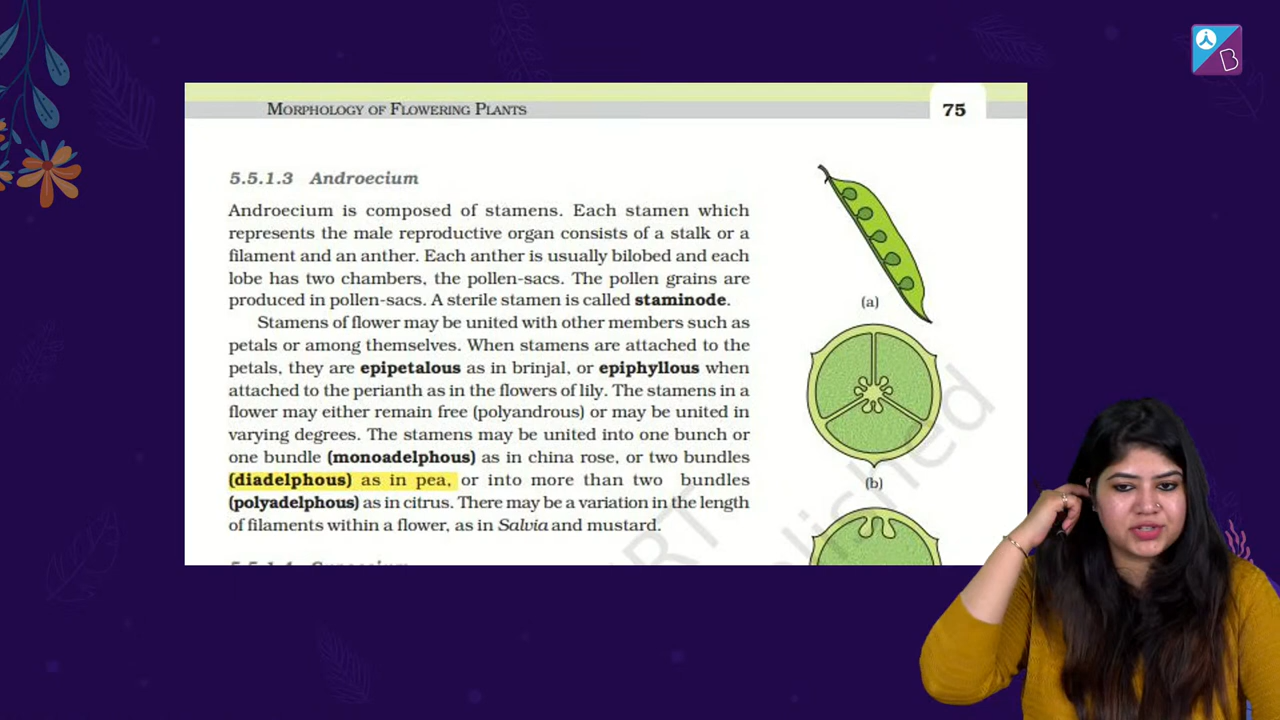 MORPHOLOGY OF FLOWERING PLANTS
75
5.5.1.3 Androecium
Androecium is composed of stamens. Each stamen which
represents the male reproductive organ consists of a stalk or a
filament and an anther. Each anther is usually bilobed and each
lobe has two chambers, the pollen-sacs. The pollen grains are
produced in pollen-sacs. A sterile stamen is called staminode.
Stamens of flower may be united with other members such as
petals or among themselves. When stamens are attached to the
petals, they are epipetalous as in brinjal, or epiphyllous when
attached to the perianth as in the flowers of lily. The stamens in a
flower may either remain free (polyandrous) or may be united in
varying degrees. The stamens may be united into one bunch or
one bundle (monoadelphous) as in china rose, or two bundles
(diadelphous) as in pea, or into more than two bundles
(polyadelphous) as in citrus. There may be a variation in the length
of filaments within a flower, as in Salvia and mustard.
(a)
(b)
B